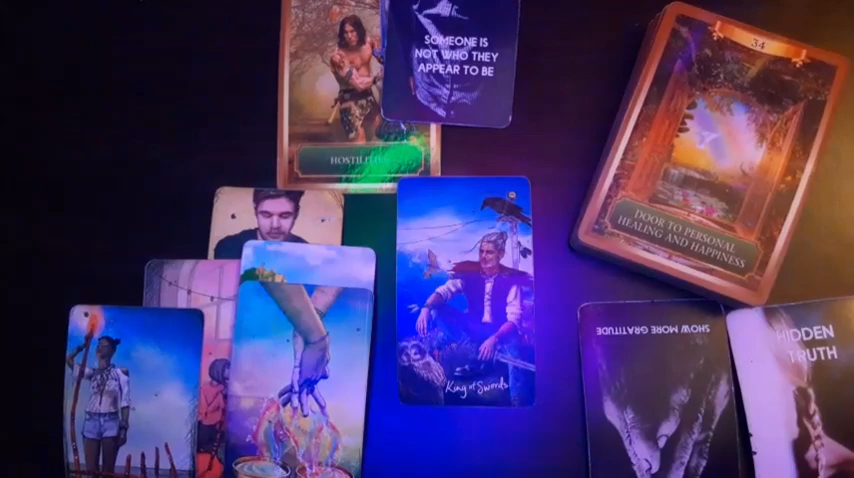 SOMEONE IS
NOT WHO THEY
APPEAR TO BE
34
DOOR TO PERSONAL
HEALING AND HAPPINESS
King of Swords
SHOW MORE GRATITUDE
HIDDEN
TRUTH